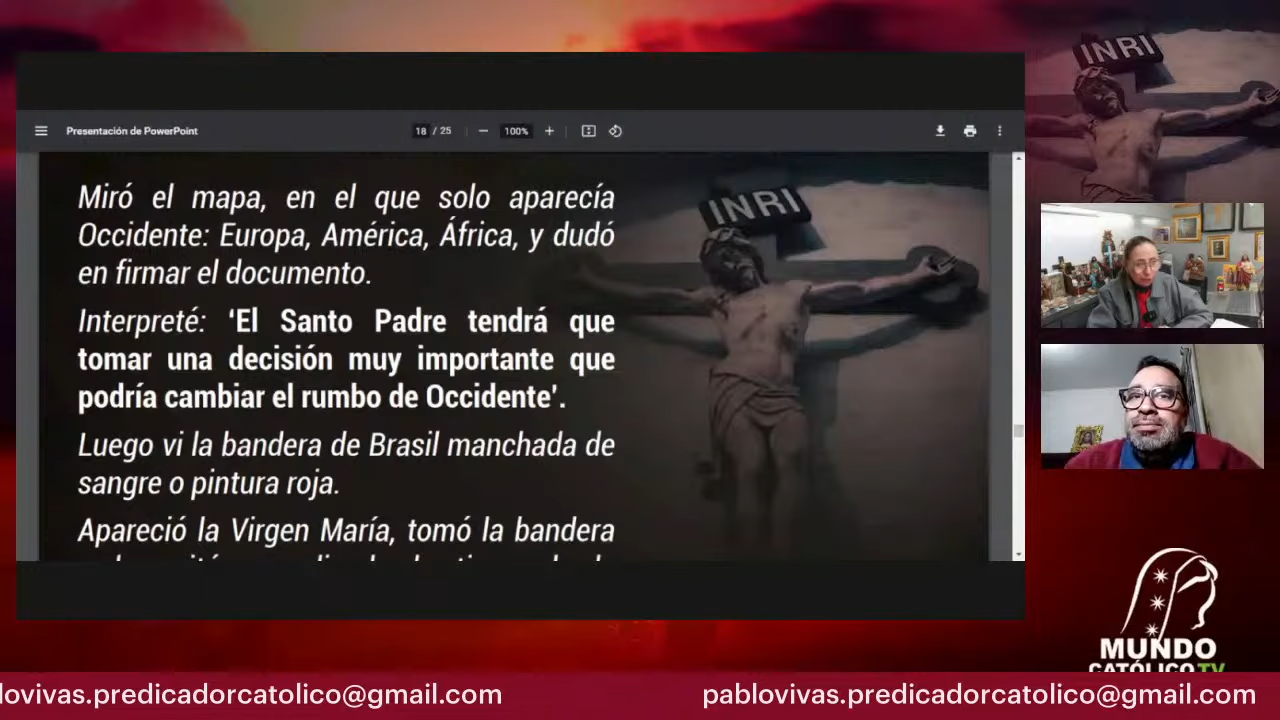 Presentación de PowerPoint
18 / 25
100%
Miró el mapa, en el que solo aparecía
Occidente: Europa, América, África, y dudó
en firmar el documento.
Interpreté: ‘El Santo Padre tendrá que
tomar una decisión muy importante que
podría cambiar el rumbo de Occidente’.
Luego vi la bandera de Brasil manchada de
sangre o pintura roja.
Apareció la Virgen María, tomó la bandera
INRI
INRI
MUNDO
CATÓLICO TV
lovivas.predicadorcatolico@gmail.com
pablovivas.predicadorcatolico@gmail.com